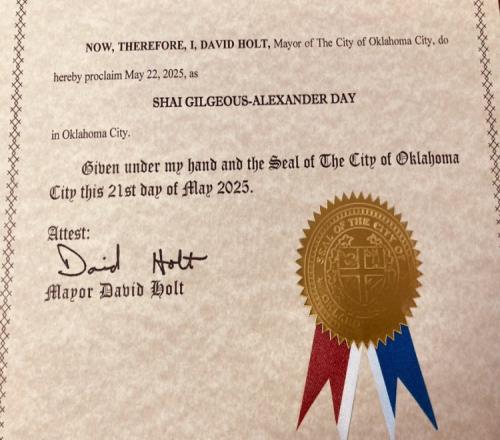 NOW, THEREFORE, I, DAVID HOLT, Mayor of The City of Oklahoma City, do
hereby proclaim May 22, 2025, as
SHAI GILGEOUS-ALEXANDER DAY
in Oklahoma City.
Given under my hand and the Seal of The City of Oklahoma
City this 21st day of May 2025.
Attest:
David Holt
Mayor David Holt
SEAL OF THE CITY OF